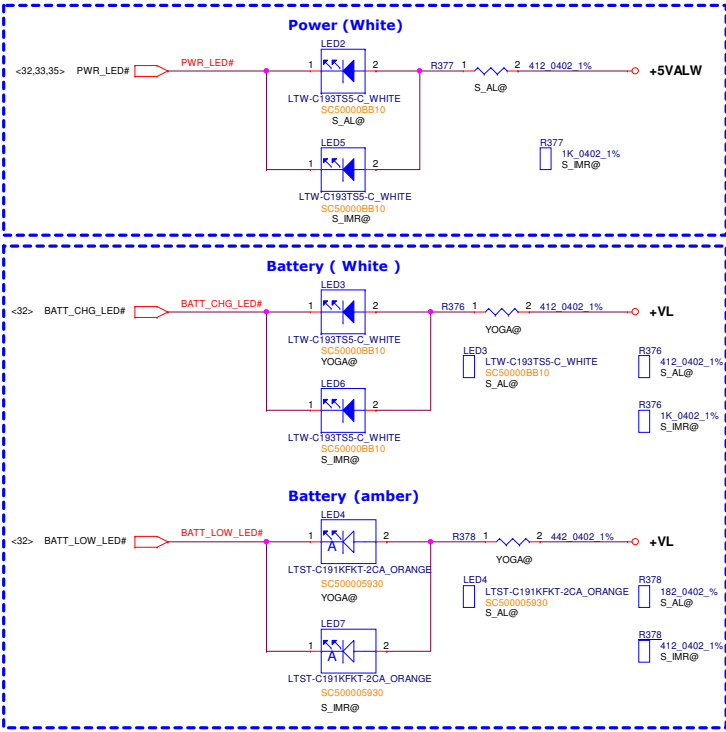 Power (White)
LED2
<32,33,35> PWR_LED# PWR_LED# 1 2 R377 1 2 412_0402_1% +5VALW
S_AL@
LTW-C193TS5-C_WHITE
SC50000BB10
S_AL@
LED5
1 2
LTW-C193TS5-C_WHITE
SC50000BB10
S_IMR@
R377
1K_0402_1%
S_IMR@
Battery ( White )
LED3
<32> BATT_CHG_LED# BATT_CHG_LED# 1 2 R376 1 2 412_0402_1% +VL
YOGA@
LTW-C193TS5-C_WHITE
SC50000BB10
YOGA@
LED3
LTW-C193TS5-C_WHITE
SC50000BB10
S_AL@
R376
412_0402_1%
S_AL@
LED6
1 2
LTW-C193TS5-C_WHITE
SC50000BB10
S_IMR@
R376
1K_0402_1%
S_IMR@
Battery (amber)
LED4
<32> BATT_LOW_LED# BATT_LOW_LED# 1 A 2 R378 1 2 442_0402_1% +VL
YOGA@
LTST-C191KFKT-2CA_ORANGE
SC500005930
YOGA@
LED4
LTST-C191KFKT-2CA_ORANGE
SC500005930
S_AL@
R378
182_0402_%
S_AL@
LED7
1 A 2
LTST-C191KFKT-2CA_ORANGE
SC500005930
S_IMR@
R378
412_0402_1%
S_IMR@